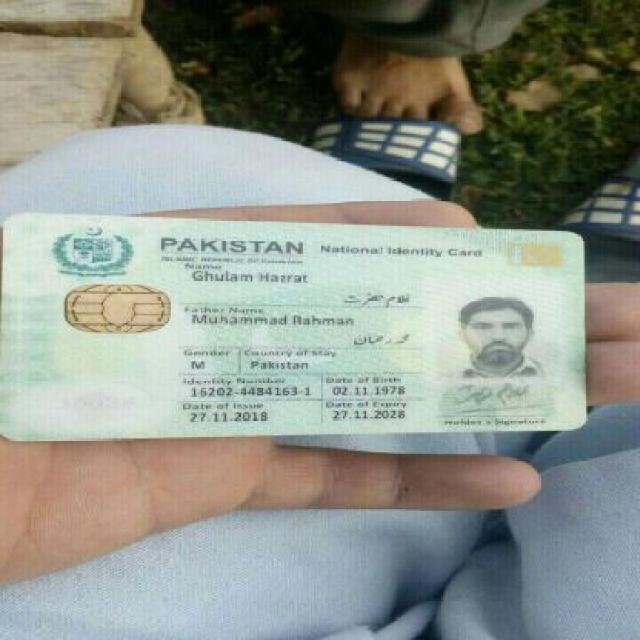 PAKISTAN National Identity Card
ISLAMIC REPUBLIC OF PAKISTAN
Name
Ghulam Hazrat
غلام حضرت
Father Name
Muhammad Rahman
محمد رحمان
Gender Country of Stay
M Pakistan
Identity Number Date of Birth
16202-4484163-1 02.11.1978
Date of Issue Date of Expiry
27.11.2018 27.11.2028
Holder's Signature